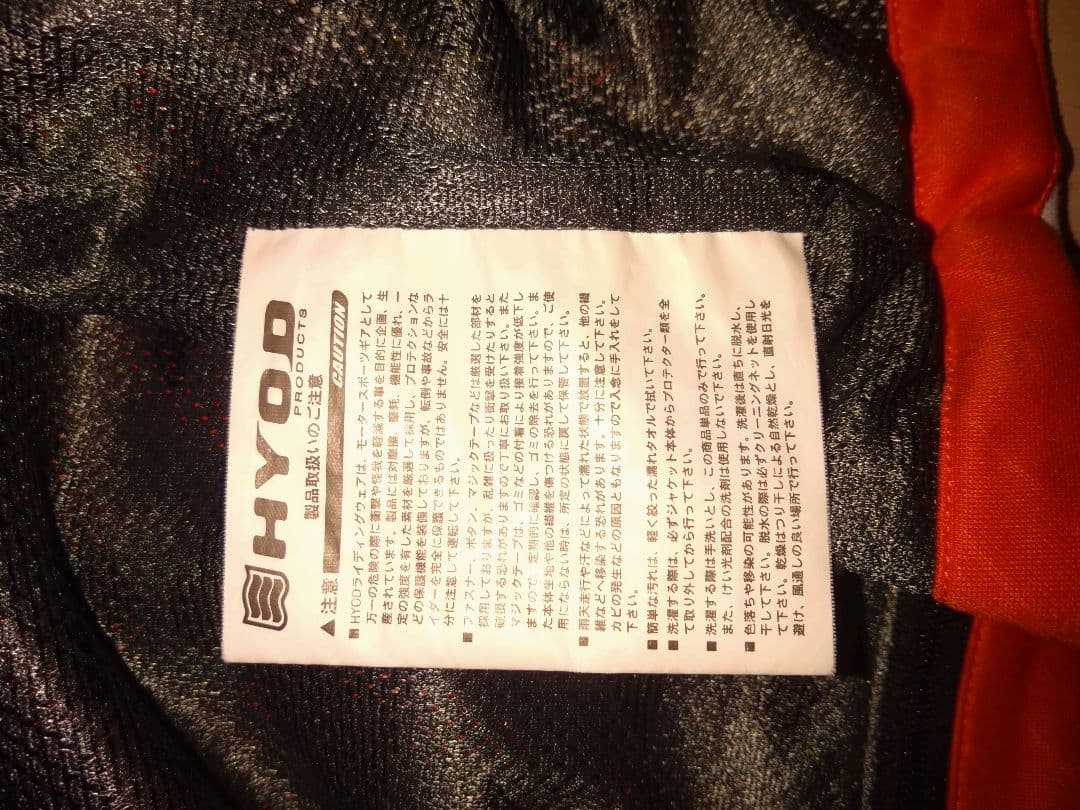 HYOD
PRODUCTS
製品取扱いのご注意
▲注意 CAUTION
■HYODライディングウェアは、モータースポーツギアとして
万一の危険の際に衝撃や怪我を軽減する事を目的に企画、生
産されています。製品には対摩擦、摩耗、機能性に優れ、一
定の強度を有した素材を厳選して採用し、プロテクションな
どの保護機能を装備しておりますが、転倒や事故などからラ
イダーを完全に保護できるものではありません。安全には十
分に注意して運転して下さい。
■ファスナー、ボタン、マジックテープなどは厳選した部材を
採用しておりますが、乱雑に扱ったり衝撃を受けたりすると
破損する恐れがありますので丁寧にお取り扱い下さい。また
マジックテープは、ゴミなどの付着により接着強度が低下し
ますので、定期的に確認し、ゴミの除去を行って下さい。ま
た本体生地や他の繊維を傷つける恐れがありますので、ご使
用にならない時は、所定の状態に戻して保管して下さい。
■雨天走行や汗などによって濡れた状態で放置すると、他の繊
維などへ移染する恐れがあります。十分に注意して下さい。
カビの発生などの原因ともなりますので入念に手入れをして
下さい。
■簡単な汚れは、軽く絞った濡れタオルで拭いて下さい。
■洗濯する際は、必ずジャケット本体からプロテクター類を全
て取り外してから行って下さい。
■洗濯する際は手洗いとし、この商品単品のみで行って下さい。
また、けい光剤配合の洗剤は使用しないで下さい。
■色落ちや移染の可能性があります。洗濯後は直ちに脱水し、
干して下さい。脱水の際は必ずクリーニングネットを使用し
て下さい。乾燥はつり干しによる自然乾燥とし、直射日光を
避け、風通しの良い場所で行って下さい。